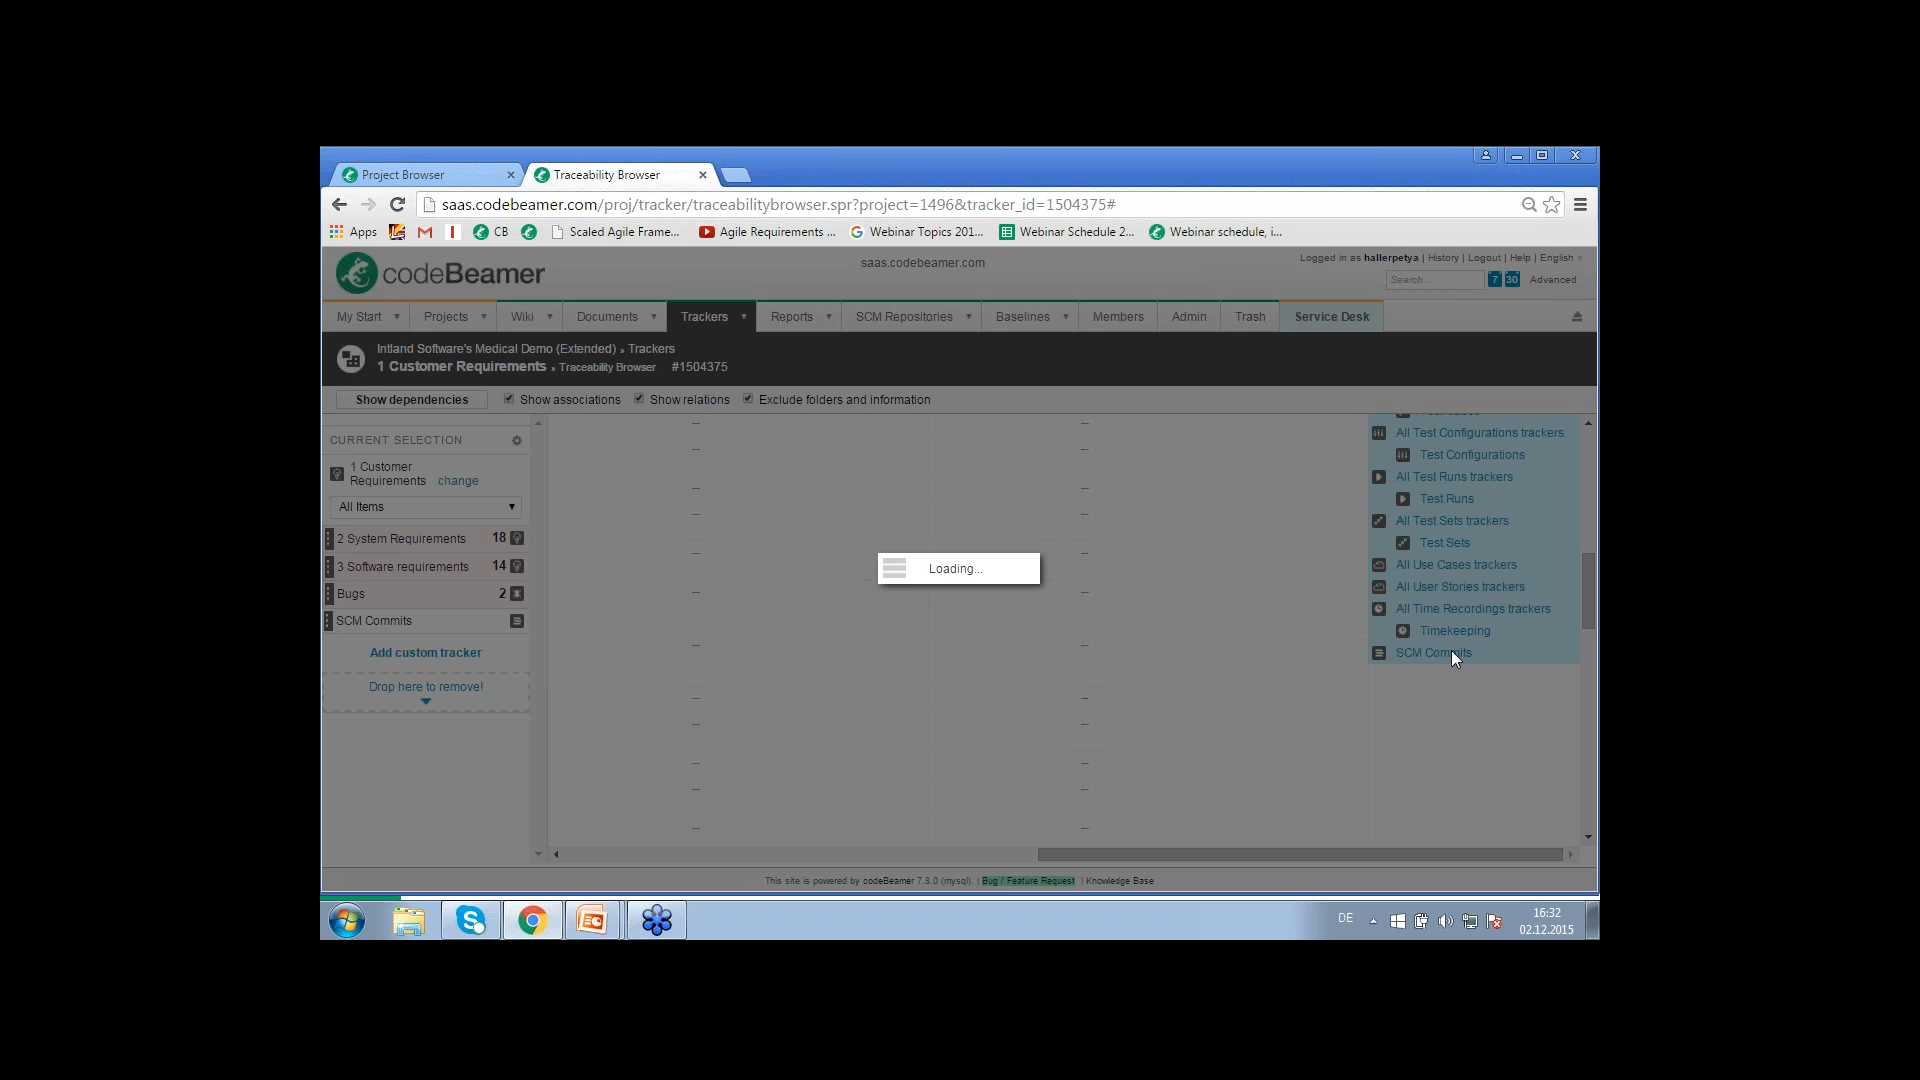 Project Browser
Traceability Browser
saas.codebeamer.com/proj/tracker/traceabilitybrowser.spr?project=1496&tracker_id=1504375#
Apps CB Scaled Agile Frame... Agile Requirements ... Webinar Topics 201... Webinar Schedule 2... Webinar schedule, i...
codeBeamer
saas.codebeamer.com
Logged in as hallerpetya | History | Logout | Help | English
Search... 7 30 Advanced
My Start Projects Wiki Documents Trackers Reports SCM Repositories Baselines Members Admin Trash Service Desk
Intland Software's Medical Demo (Extended) » Trackers
1 Customer Requirements » Traceability Browser #1504375
Show dependencies Show associations Show relations Exclude folders and information
CURRENT SELECTION
1 Customer
Requirements change
All Items
2 System Requirements 18
3 Software requirements 14
Bugs 2
SCM Commits
Add custom tracker
Drop here to remove!
Loading...
All Test Configurations trackers
Test Configurations
All Test Runs trackers
Test Runs
All Test Sets trackers
Test Sets
All Use Cases trackers
All User Stories trackers
All Time Recordings trackers
Timekeeping
SCM Commits
This site is powered by codeBeamer 7.8.0 (mysql) | Bug / Feature Request | Knowledge Base
DE
16:32
02.12.2015